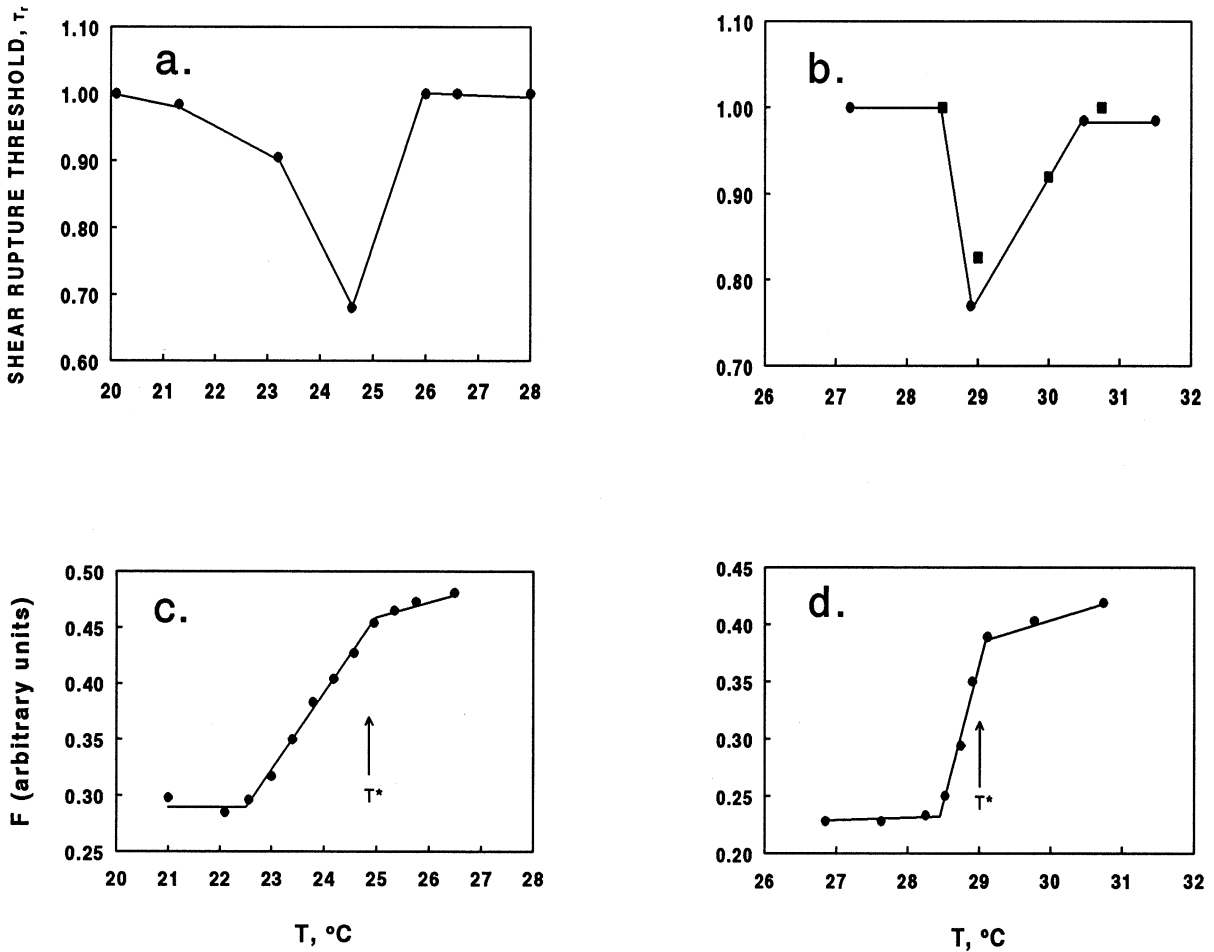 SHEAR RUPTURE THRESHOLD, τr
1.10
1.00
0.90
0.80
0.70
0.60
a.
20 21 22 23 24 25 26 27 28
1.10
1.00
0.90
0.80
0.70
b.
26 27 28 29 30 31 32
F (arbitrary units)
0.50
0.45
0.40
0.35
0.30
0.25
c.
T*
20 21 22 23 24 25 26 27 28
T, ºC
0.45
0.40
0.35
0.30
0.25
0.20
d.
T*
26 27 28 29 30 31 32
T, ºC